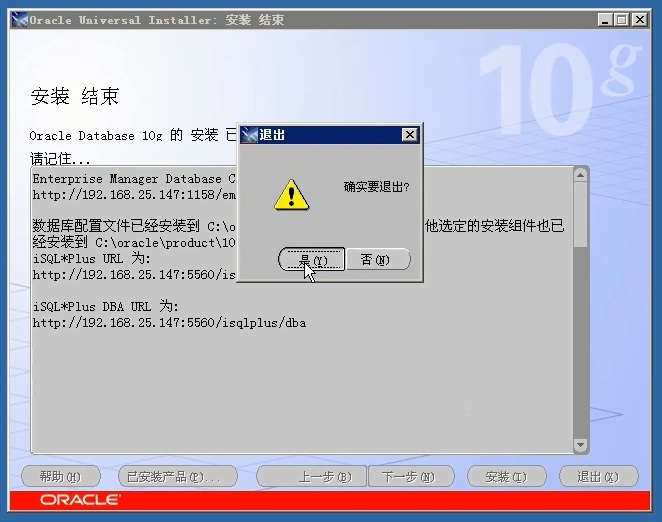 Oracle Universal Installer: 安装 结束
10g
安装 结束
Oracle Database 10g 的 安装 已
请记住...
退出
确实要退出?
是(Y)
否(N)
Enterprise Manager Database C
http://192.168.25.147:1158/em
数据库配置文件已经安装到 C:\o
他选定的安装组件也已
经安装到 C:\oracle\product\10
iSQL*Plus URL 为:
http://192.168.25.147:5560/is
iSQL*Plus DBA URL 为:
http://192.168.25.147:5560/isqlplus/dba
帮助(H)
已安装产品(P)...
上一步(B)
下一步(N)
安装(I)
退出(X)
ORACLE